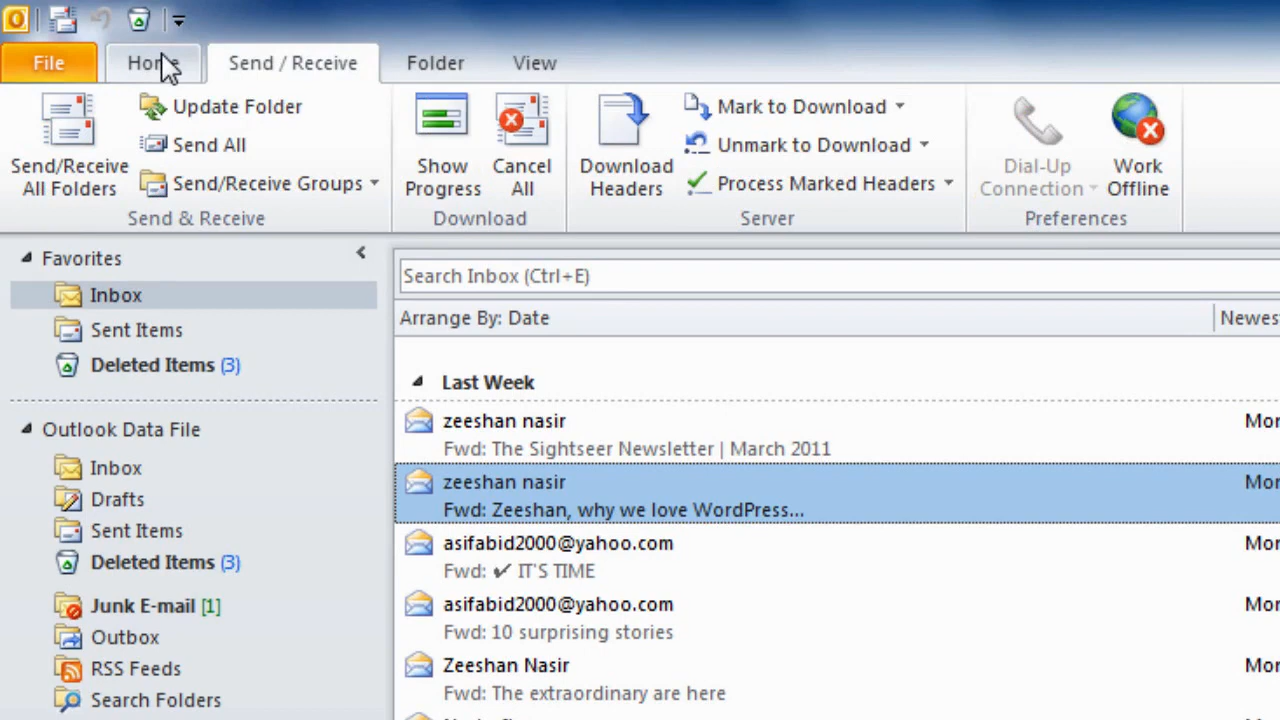 File Home Send / Receive Folder View
Send/Receive All Folders
Update Folder
Send All
Send/Receive Groups
Send & Receive
Show Progress
Cancel All
Download
Download Headers
Mark to Download
Unmark to Download
Process Marked Headers
Server
Dial-Up Connection
Work Offline
Preferences
Favorites
Inbox
Sent Items
Deleted Items (3)
Outlook Data File
Inbox
Drafts
Sent Items
Deleted Items (3)
Junk E-mail [1]
Outbox
RSS Feeds
Search Folders
Search Inbox (Ctrl+E)
Arrange By: Date
Last Week
zeeshan nasir
Fwd: The Sightseer Newsletter | March 2011
zeeshan nasir
Fwd: Zeeshan, why we love WordPress...
asifabid2000@yahoo.com
Fwd: ✔ IT'S TIME
asifabid2000@yahoo.com
Fwd: 10 surprising stories
Zeeshan Nasir
Fwd: The extraordinary are here